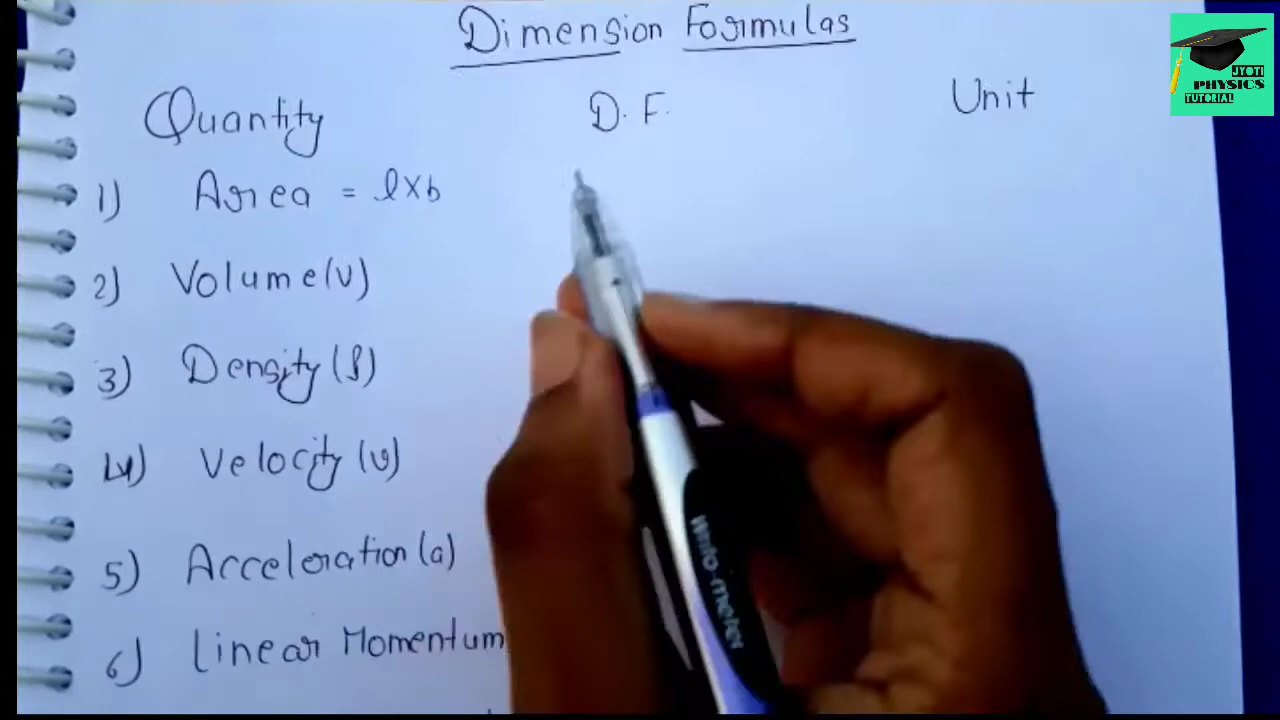 Dimension Formulas
Quantity D.F. Unit
1) Area = l×b
2) Volume(V)
3) Density(ρ)
4) Velocity(v)
5) Acceleration(a)
6) Linear Momentum
JYOTI
PHYSICS
TUTORIAL